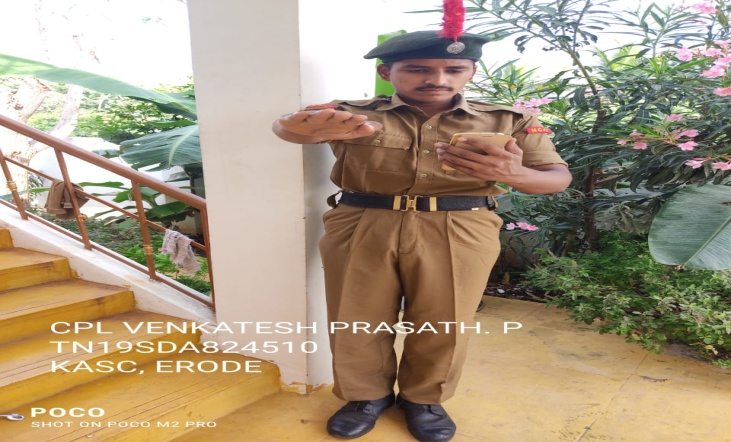 NCC
CPL VENKATESH PRASATH. P
TN19SDA824510
KASC, ERODE
POCO
SHOT ON POCO M2 PRO